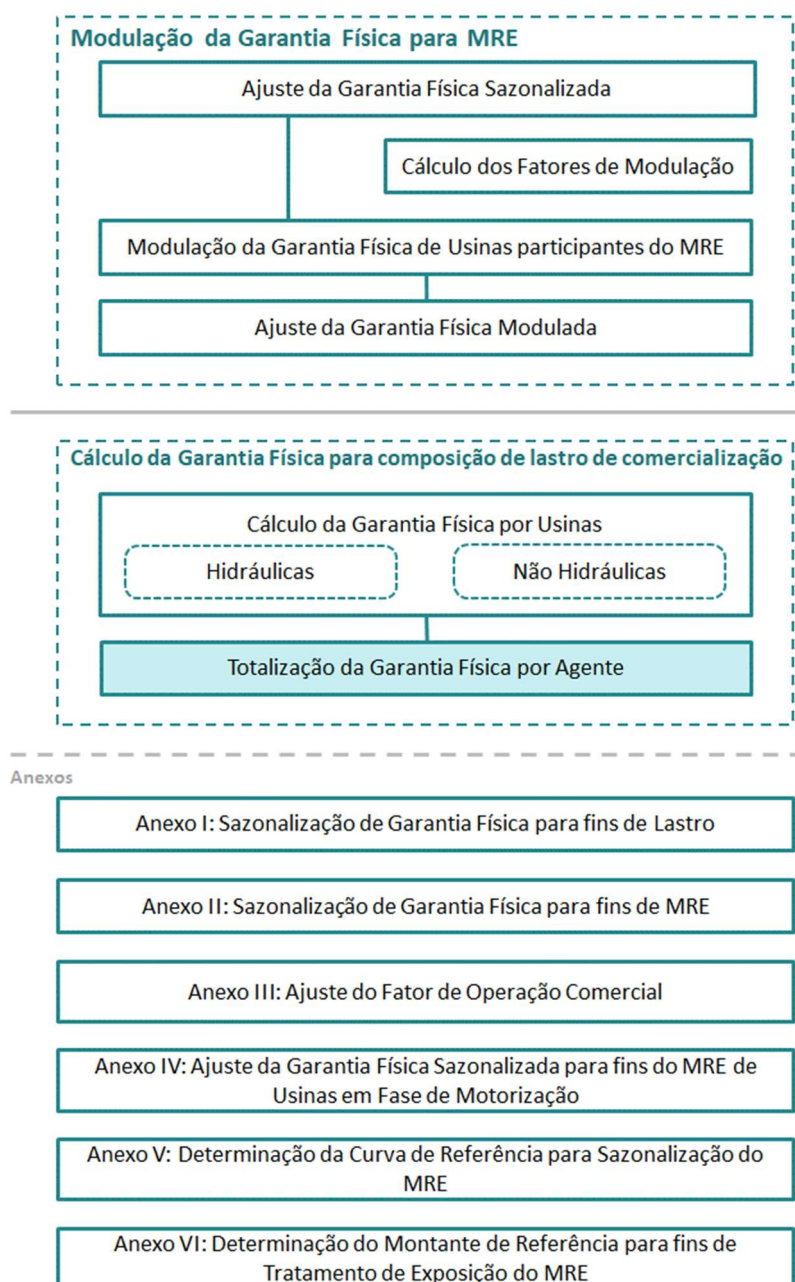 Modulação da Garantia Física para MRE
Ajuste da Garantia Física Sazonalizada
Cálculo dos Fatores de Modulação
Modulação da Garantia Física de Usinas participantes do MRE
Ajuste da Garantia Física Modulada
Cálculo da Garantia Física para composição de lastro de comercialização
Cálculo da Garantia Física por Usinas
Hidráulicas
Não Hidráulicas
Totalização da Garantia Física por Agente
Anexos
Anexo I: Sazonalização de Garantia Física para fins de Lastro
Anexo II: Sazonalização de Garantia Física para fins de MRE
Anexo III: Ajuste do Fator de Operação Comercial
Anexo IV: Ajuste da Garantia Física Sazonalizada para fins do MRE de
Usinas em Fase de Motorização
Anexo V: Determinação da Curva de Referência para Sazonalização do
MRE
Anexo VI: Determinação do Montante de Referência para fins de
Tratamento de Exposição do MRE